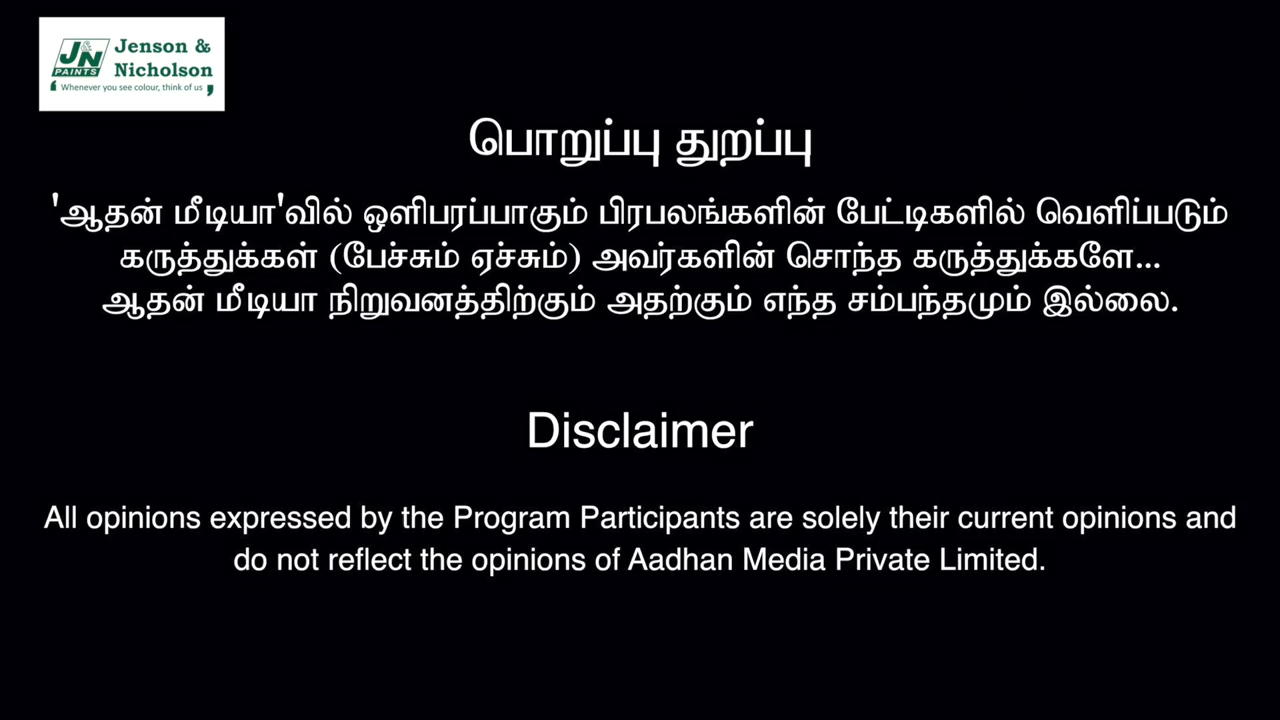 JN
PAINTS
Jenson &
Nicholson
‘ Whenever you see colour, think of us ’
பொறுப்பு துறப்பு
'ஆதன் மீடியா'வில் ஒளிபரப்பாகும் பிரபலங்களின் பேட்டிகளில் வெளிப்படும்
கருத்துக்கள் (பேச்சும் ஏச்சும்) அவர்களின் சொந்த கருத்துக்களே...
ஆதன் மீடியா நிறுவனத்திற்கும் அதற்கும் எந்த சம்பந்தமும் இல்லை.
Disclaimer
All opinions expressed by the Program Participants are solely their current opinions and
do not reflect the opinions of Aadhan Media Private Limited.